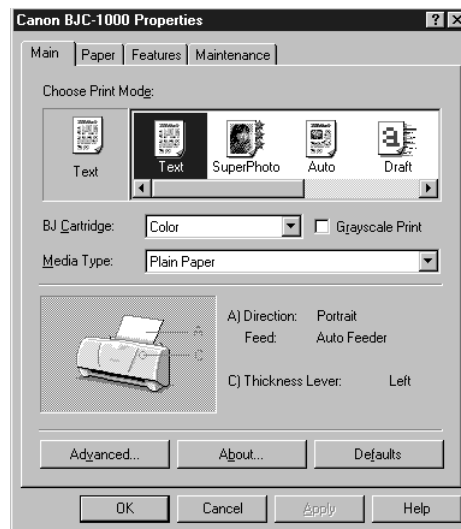 Canon BJC-1000 Properties
Main Paper Features Maintenance
Choose Print Mode:
Text
Text SuperPhoto Auto Draft
BJ Cartridge: Color Grayscale Print
Media Type: Plain Paper
A) Direction: Portrait
A
Feed: Auto Feeder
C
C) Thickness Lever: Left
Advanced... About... Defaults
OK Cancel Apply Help